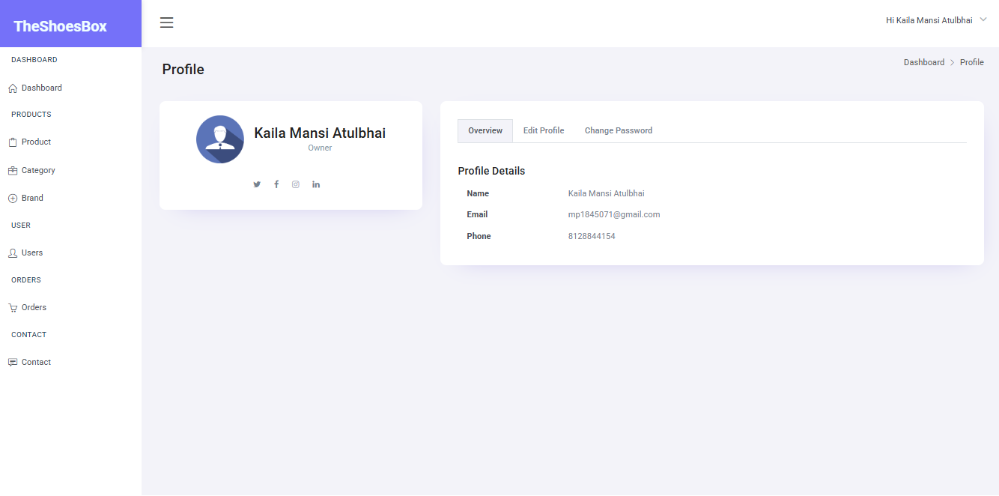 TheShoesBox
Hi Kaila Mansi Atulbhai
DASHBOARD
Dashboard
PRODUCTS
Product
Category
Brand
USER
Users
ORDERS
Orders
CONTACT
Contact
Profile
Dashboard > Profile
Kaila Mansi Atulbhai
Owner
Overview Edit Profile Change Password
Profile Details
Name Kaila Mansi Atulbhai
Email mp1845071@gmail.com
Phone 8128844154